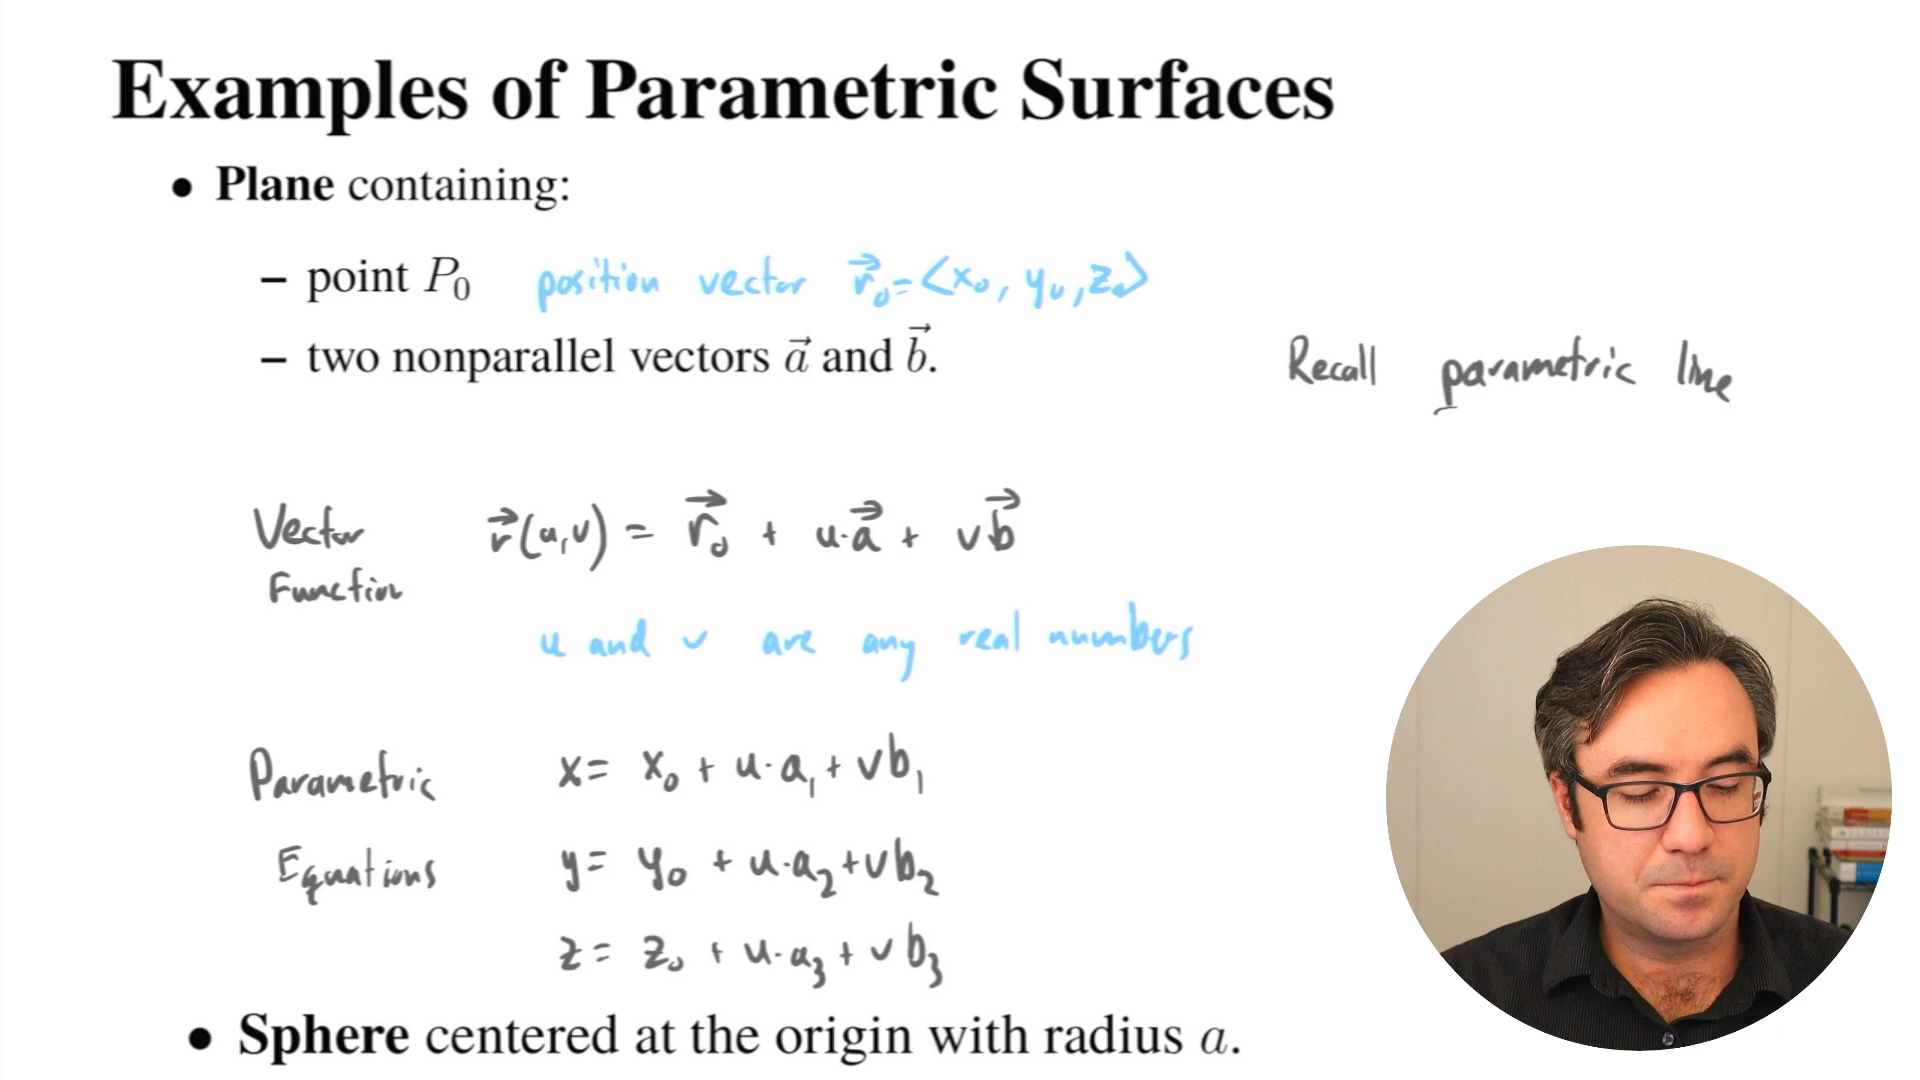 Examples of Parametric Surfaces
• Plane containing:
– point P₀ position vector r⃗₀ = ⟨x₀, y₀, z₀⟩
– two nonparallel vectors a⃗ and b⃗.
Recall parametric line
Vector Function r⃗(u,v) = r⃗₀ + u·a⃗ + vb⃗
u and v are any real numbers
Parametric x = x₀ + u·a₁ + vb₁
Equations y = y₀ + u·a₂ + vb₂
z = z₀ + u·a₃ + vb₃
• Sphere centered at the origin with radius a.